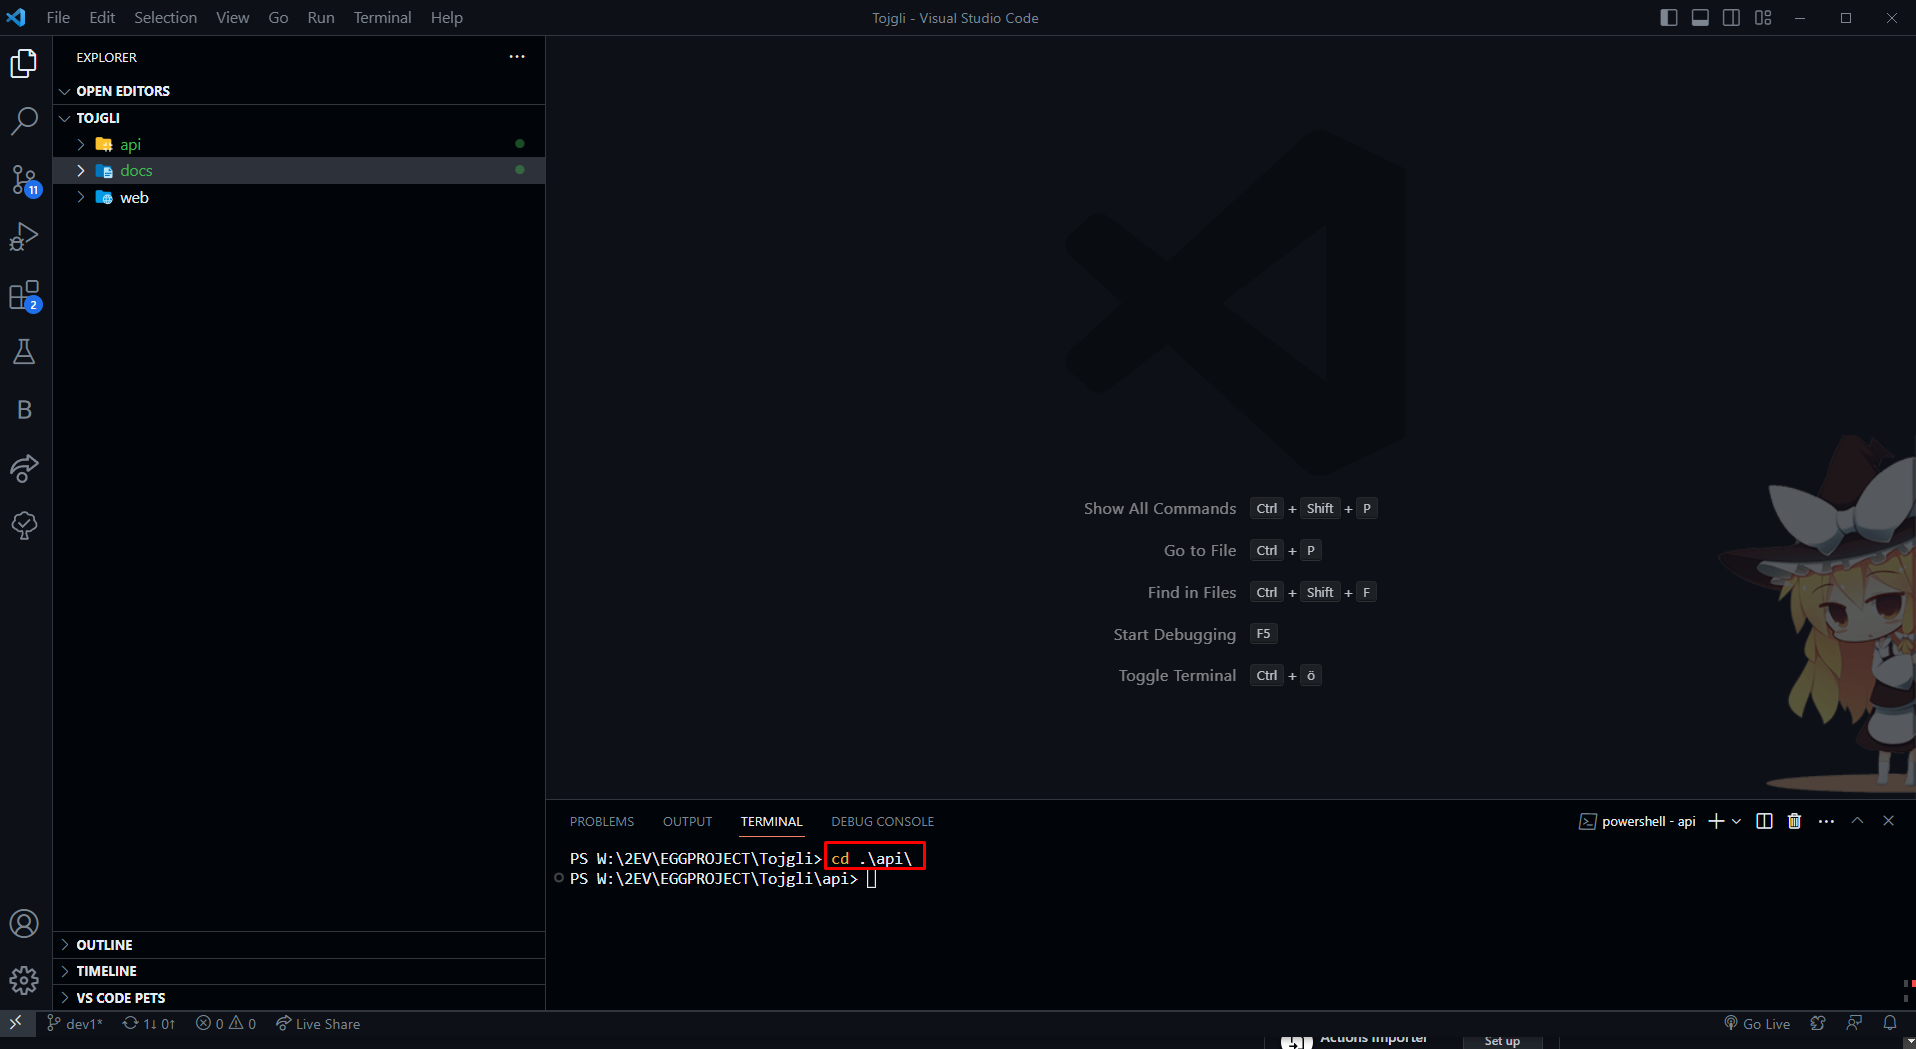 File Edit Selection View Go Run Terminal Help
Tojgli - Visual Studio Code
EXPLORER
OPEN EDITORS
TOJGLI
api
docs
web
11
2
B
Show All Commands Ctrl + Shift + P
Go to File Ctrl + P
Find in Files Ctrl + Shift + F
Start Debugging F5
Toggle Terminal Ctrl + ö
PROBLEMS OUTPUT TERMINAL DEBUG CONSOLE
powershell - api
PS W:\2EV\EGGPROJECT\Tojgli> cd .\api\
PS W:\2EV\EGGPROJECT\Tojgli\api>
OUTLINE
TIMELINE
VS CODE PETS
dev1* 1↓ 0↑ 0 0 Live Share
Go Live
Actions Importer
Set up